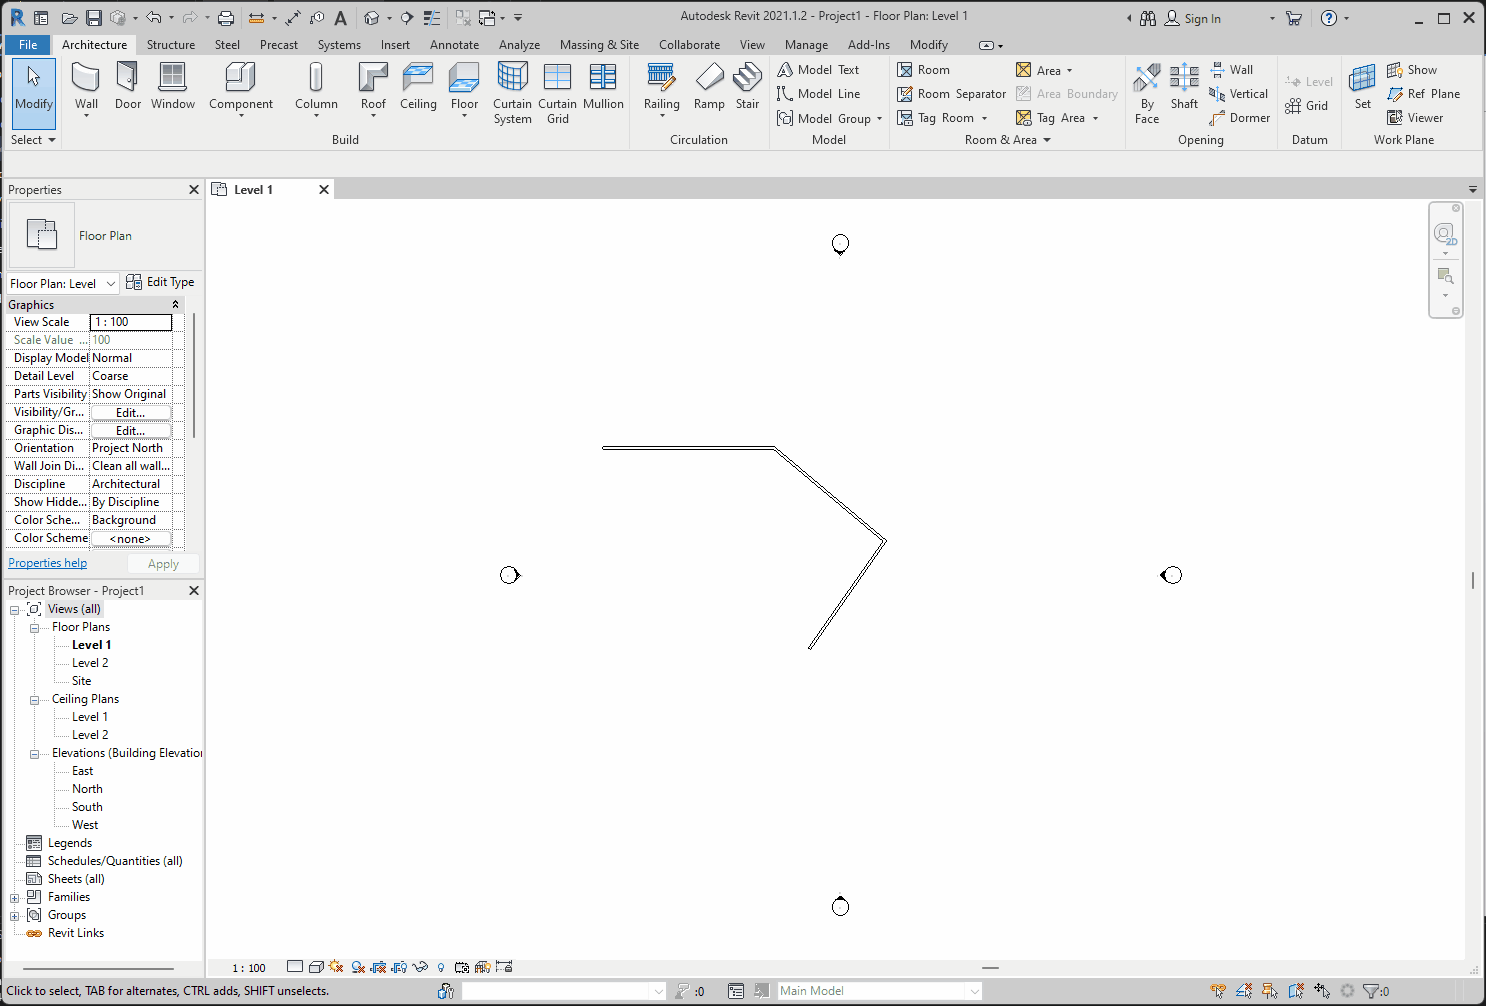 Autodesk Revit 2021.1.2 - Project1 - Floor Plan: Level 1
Sign In
File Architecture Structure Steel Precast Systems Insert Annotate Analyze Massing & Site Collaborate View Manage Add-Ins Modify
Modify
Wall
Door
Window
Component
Column
Roof
Ceiling
Floor
Curtain System
Curtain Grid
Mullion
Railing
Ramp
Stair
Model Text
Model Line
Model Group
Room
Room Separator
Tag Room
Area
Area Boundary
Tag Area
By Face
Shaft
Wall
Vertical
Dormer
Level
Grid
Set
Show
Ref Plane
Viewer
Select
Build
Circulation
Model
Room & Area
Opening
Datum
Work Plane
Properties
Level 1
Floor Plan
2D
Floor Plan: Level
Edit Type
Graphics
View Scale 1 : 100
Scale Value ... 100
Display Model Normal
Detail Level Coarse
Parts Visibility Show Original
Visibility/Gr... Edit...
Graphic Dis... Edit...
Orientation Project North
Wall Join Di... Clean all wall...
Discipline Architectural
Show Hidde... By Discipline
Color Sche... Background
Color Scheme <none>
Properties help
Apply
Project Browser - Project1
Views (all)
Floor Plans
Level 1
Level 2
Site
Ceiling Plans
Level 1
Level 2
Elevations (Building Elevation
East
North
South
West
Legends
Schedules/Quantities (all)
Sheets (all)
Families
Groups
Revit Links
1 : 100
Click to select, TAB for alternates, CTRL adds, SHIFT unselects.
:0
Main Model
:0